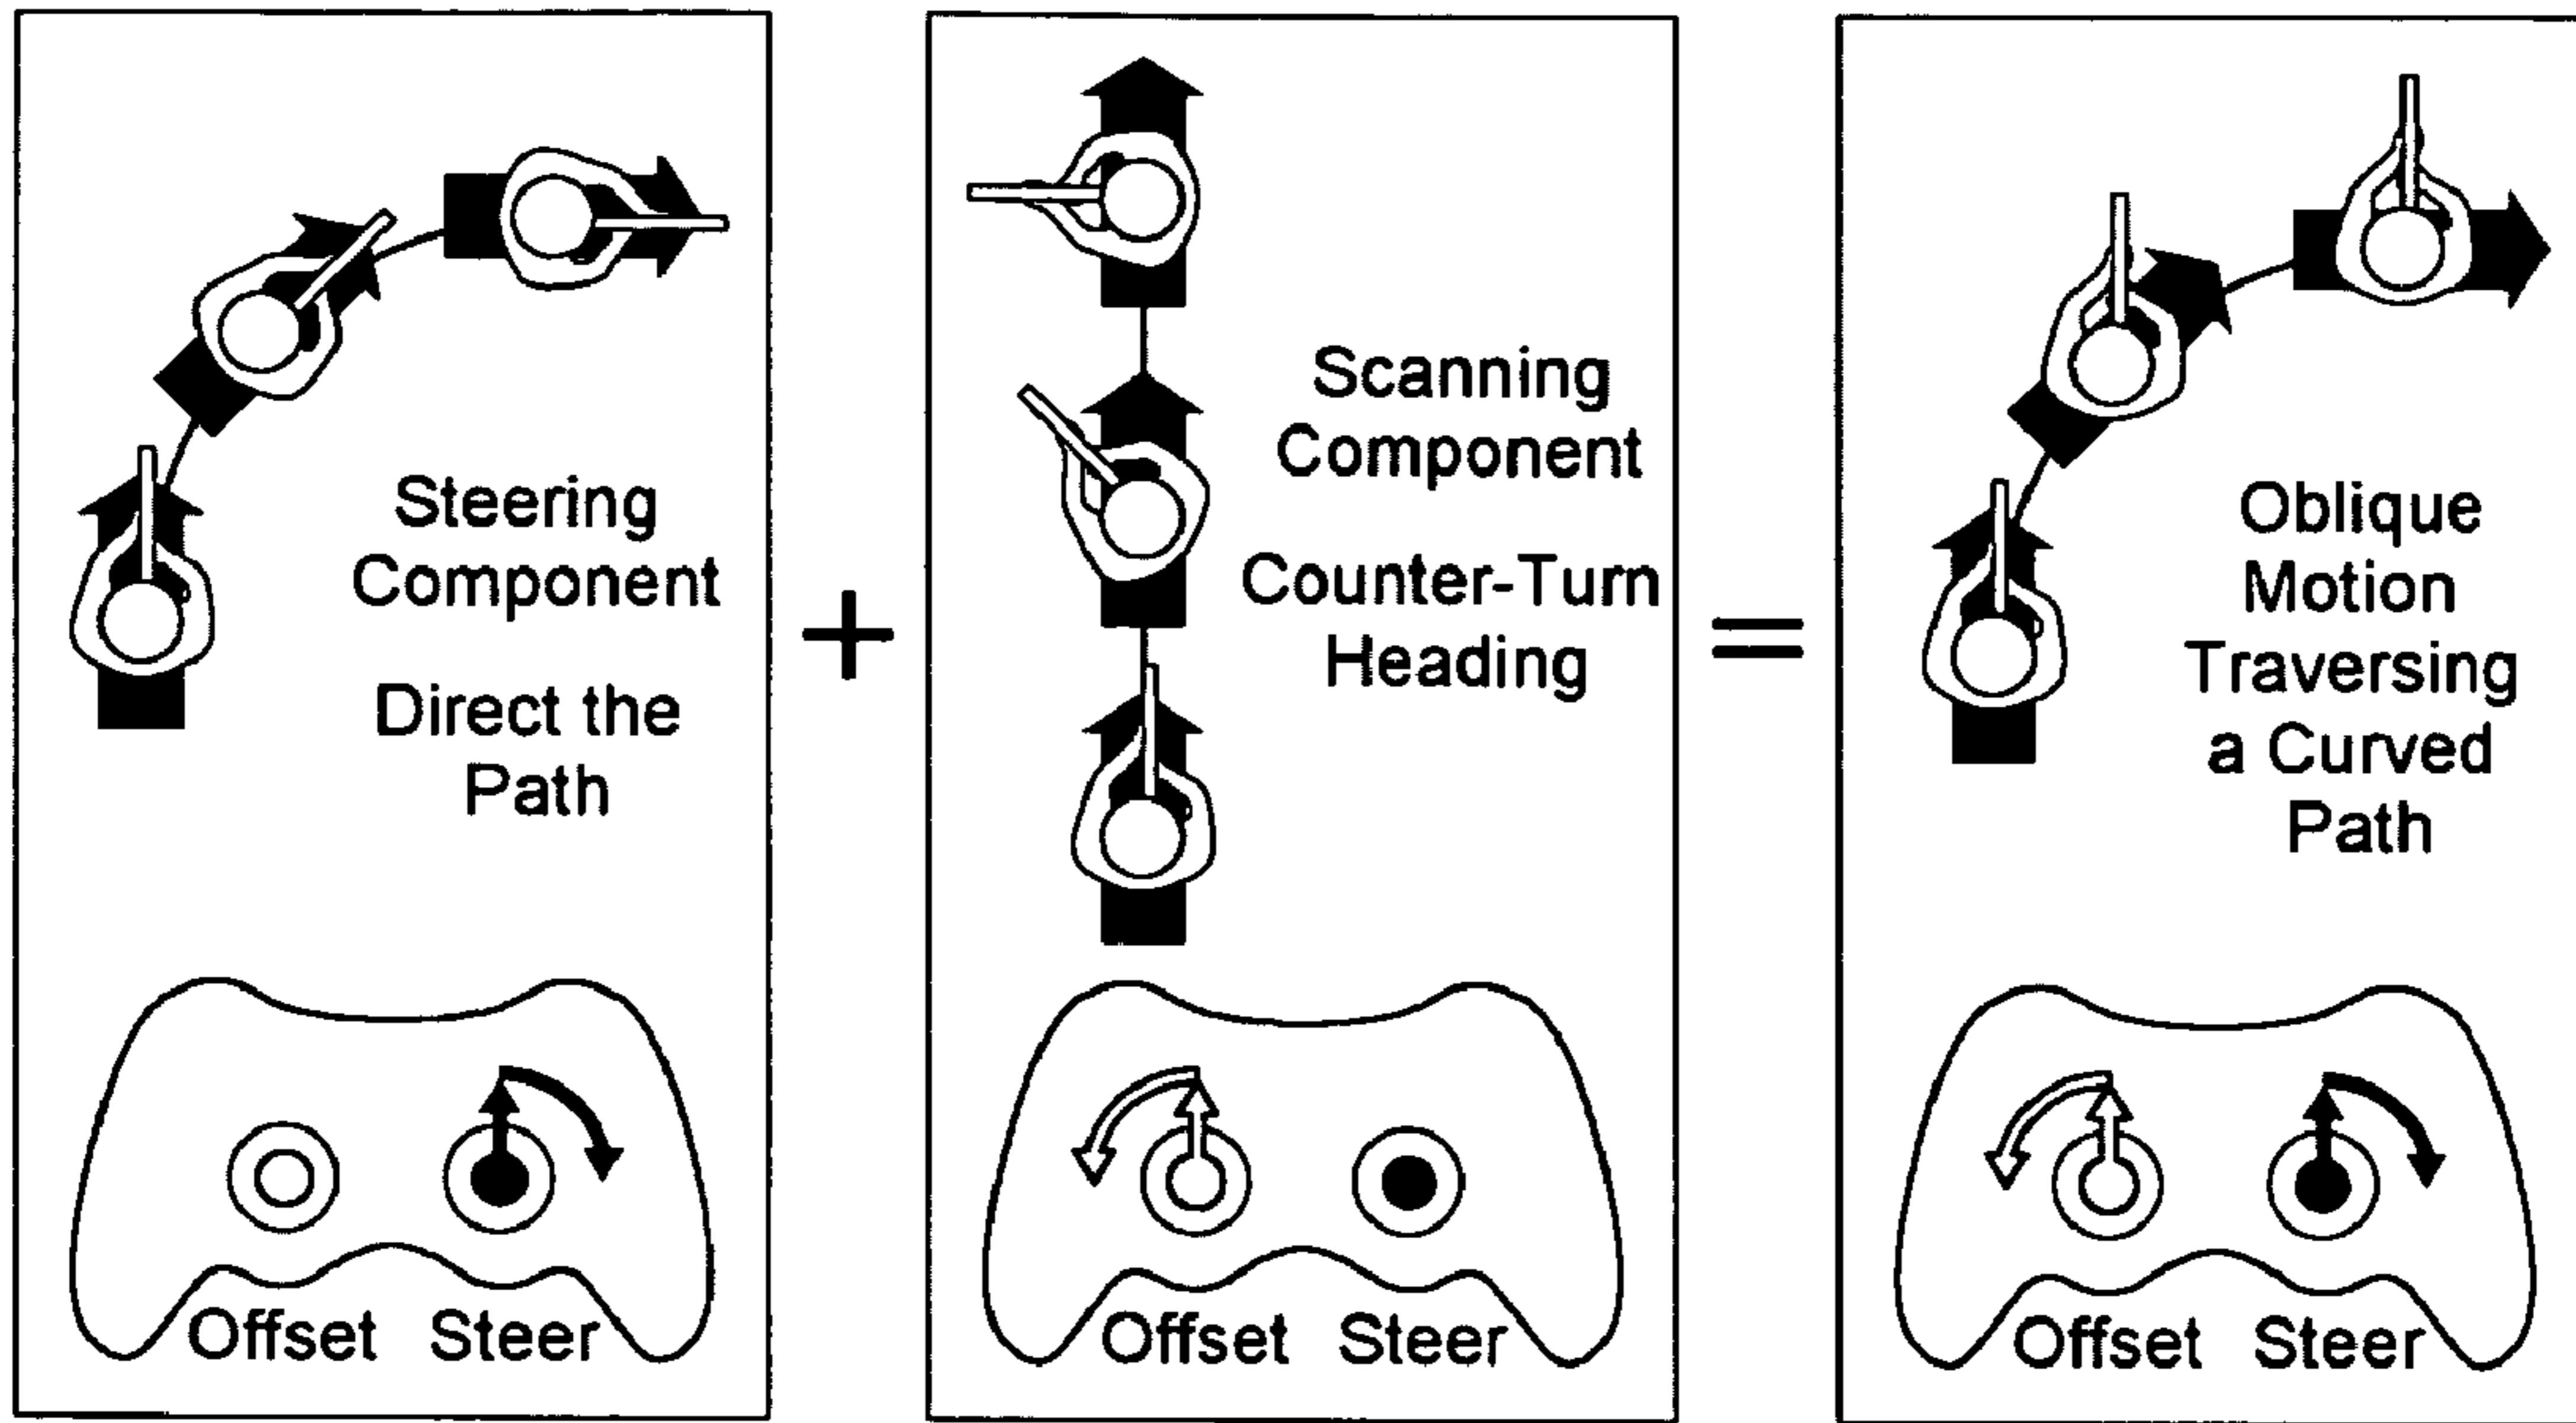 Steering
Component
Direct the
Path
Offset Steer
+
Scanning
Component
Counter-Turn
Heading
Offset Steer
=
Oblique
Motion
Traversing
a Curved
Path
Offset Steer